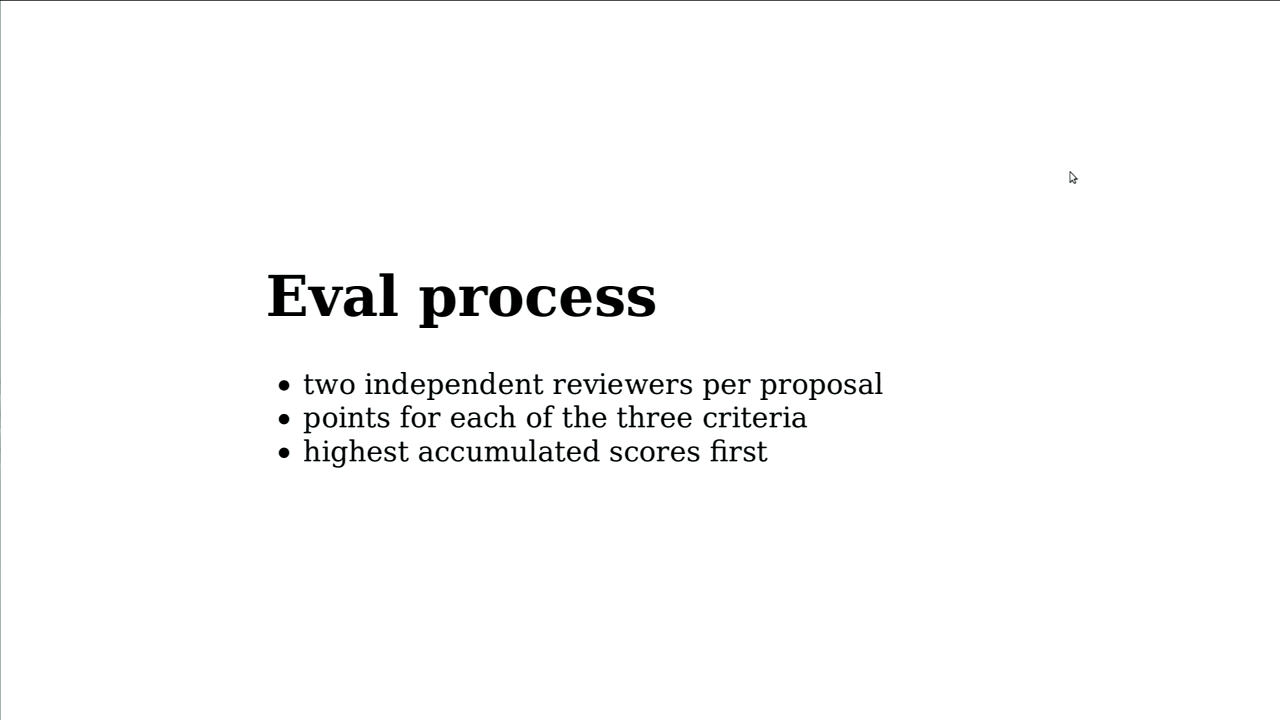 Eval process
two independent reviewers per proposal
points for each of the three criteria
highest accumulated scores first